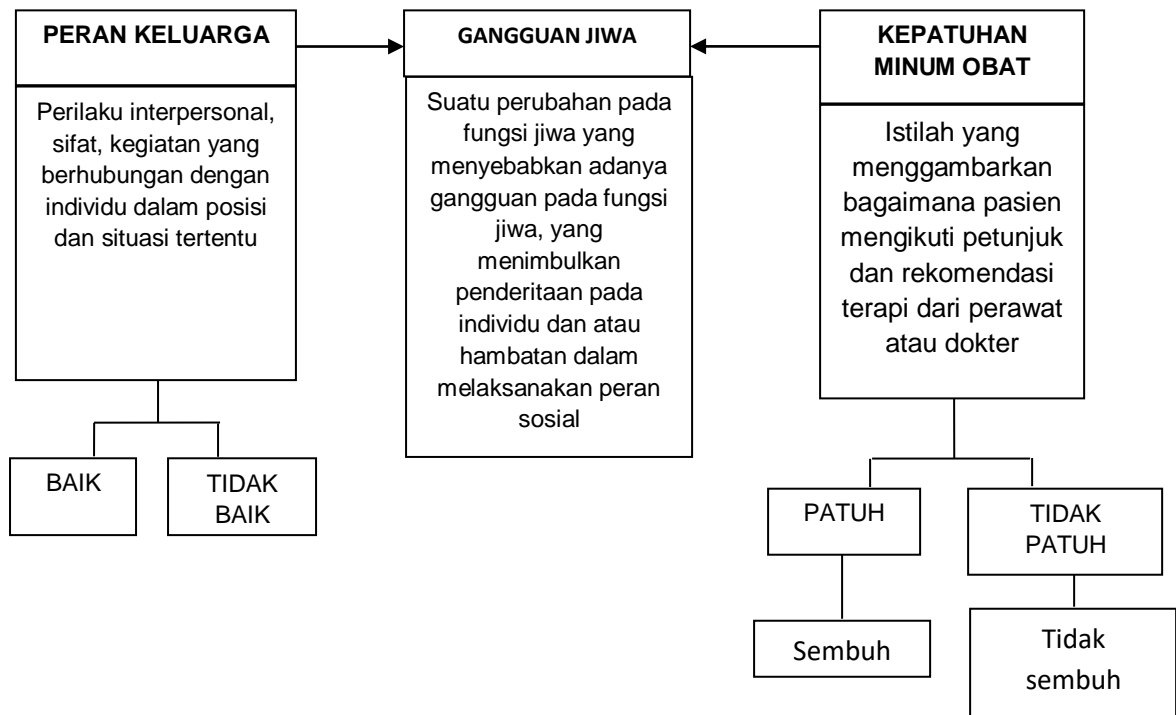 PERAN KELUARGA
Perilaku interpersonal,
sifat, kegiatan yang
berhubungan dengan
individu dalam posisi
dan situasi tertentu
BAIK
TIDAK
BAIK
GANGGUAN JIWA
Suatu perubahan pada
fungsi jiwa yang
menyebabkan adanya
gangguan pada fungsi
jiwa, yang
menimbulkan
penderitaan pada
individu dan atau
hambatan dalam
melaksanakan peran
sosial
KEPATUHAN
MINUM OBAT
Istilah yang
menggambarkan
bagaimana pasien
mengikuti petunjuk
dan rekomendasi
terapi dari perawat
atau dokter
PATUH
TIDAK
PATUH
Sembuh
Tidak
sembuh